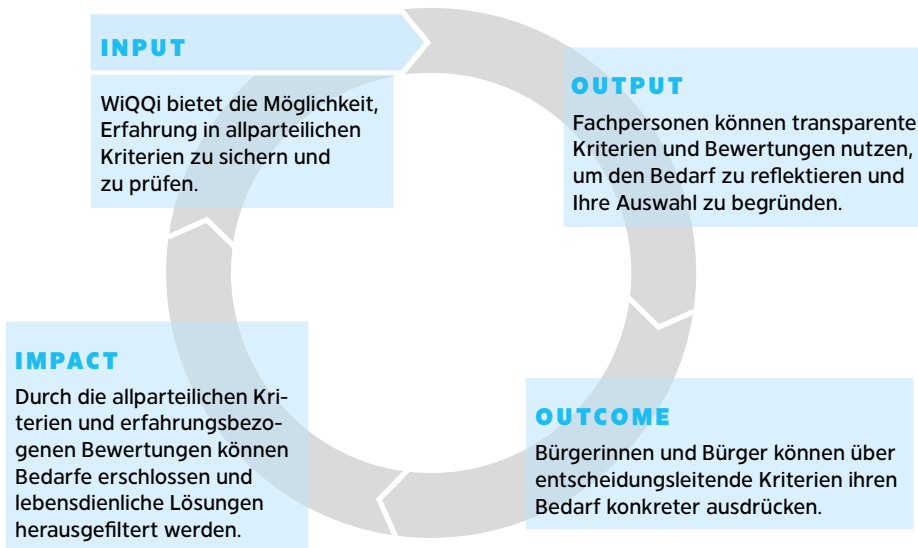 INPUT
WiQQi bietet die Möglichkeit,
Erfahrung in allparteilichen
Kriterien zu sichern und
zu prüfen.
OUTPUT
Fachpersonen können transparente
Kriterien und Bewertungen nutzen,
um den Bedarf zu reflektieren und
Ihre Auswahl zu begründen.
OUTCOME
Bürgerinnen und Bürger können über
entscheidungsleitende Kriterien ihren
Bedarf konkreter ausdrücken.
IMPACT
Durch die allparteilichen Kri-
terien und erfahrungsbezo-
genen Bewertungen können
Bedarfe erschlossen und
lebensdienliche Lösungen
herausgefiltert werden.